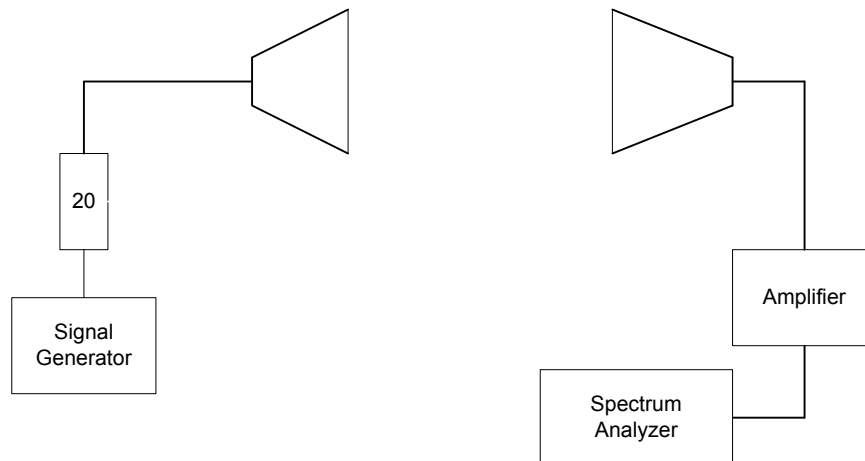 20
Signal
Generator
Amplifier
Spectrum
Analyzer